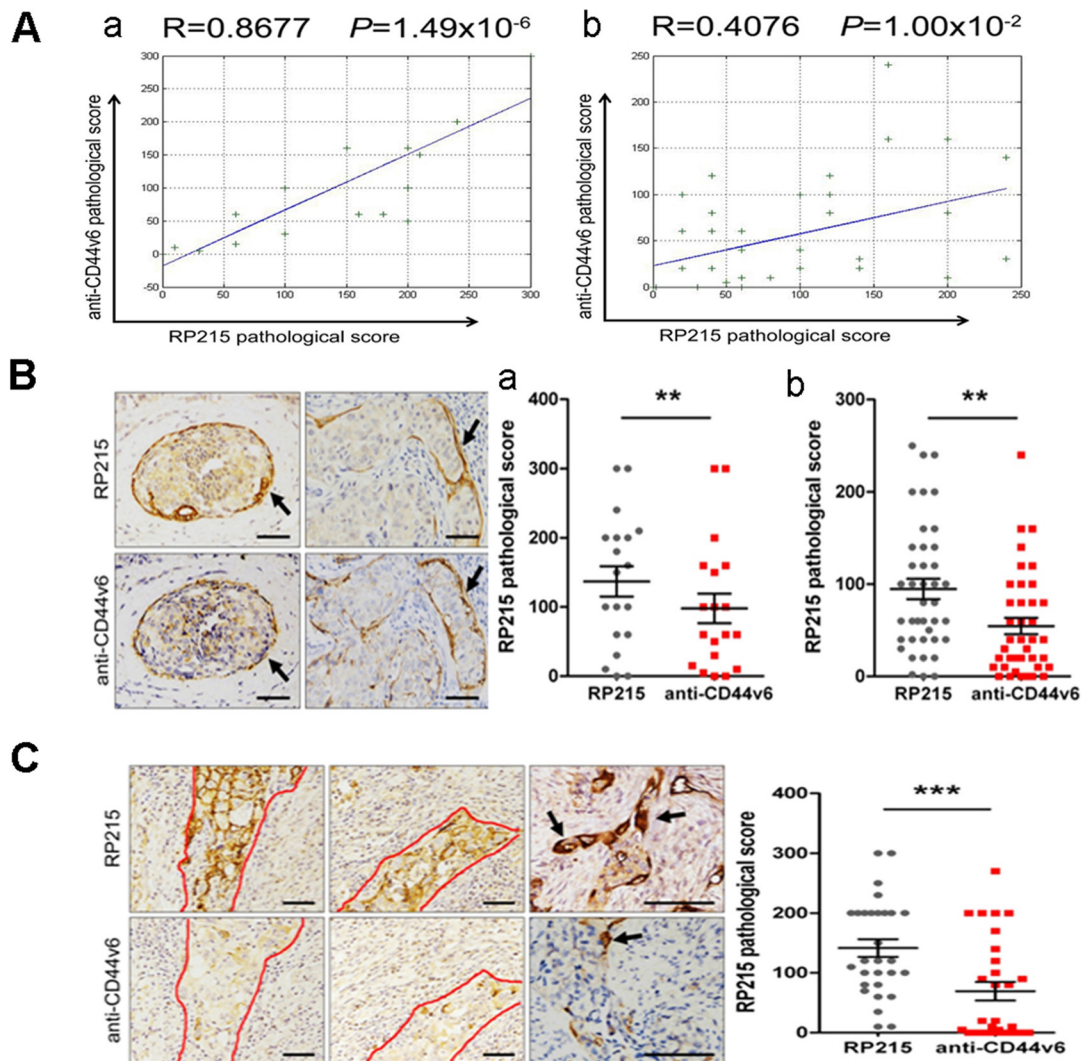 A
a R=0.8677 P=1.49x10⁻⁶
b R=0.4076 P=1.00x10⁻²
anti-CD44v6 pathological score
300
250
200
150
100
50
0
-50
0 50 100 150 200 250 300
RP215 pathological score
anti-CD44v6 pathological score
250
200
150
100
50
0
0 50 100 150 200 250
RP215 pathological score
B
RP215
anti-CD44v6
a
**
RP215 pathological score
400
300
200
100
0
RP215 anti-CD44v6
b
**
RP215 pathological score
300
200
100
0
RP215 anti-CD44v6
C
RP215
anti-CD44v6
***
RP215 pathological score
400
300
200
100
0
RP215 anti-CD44v6